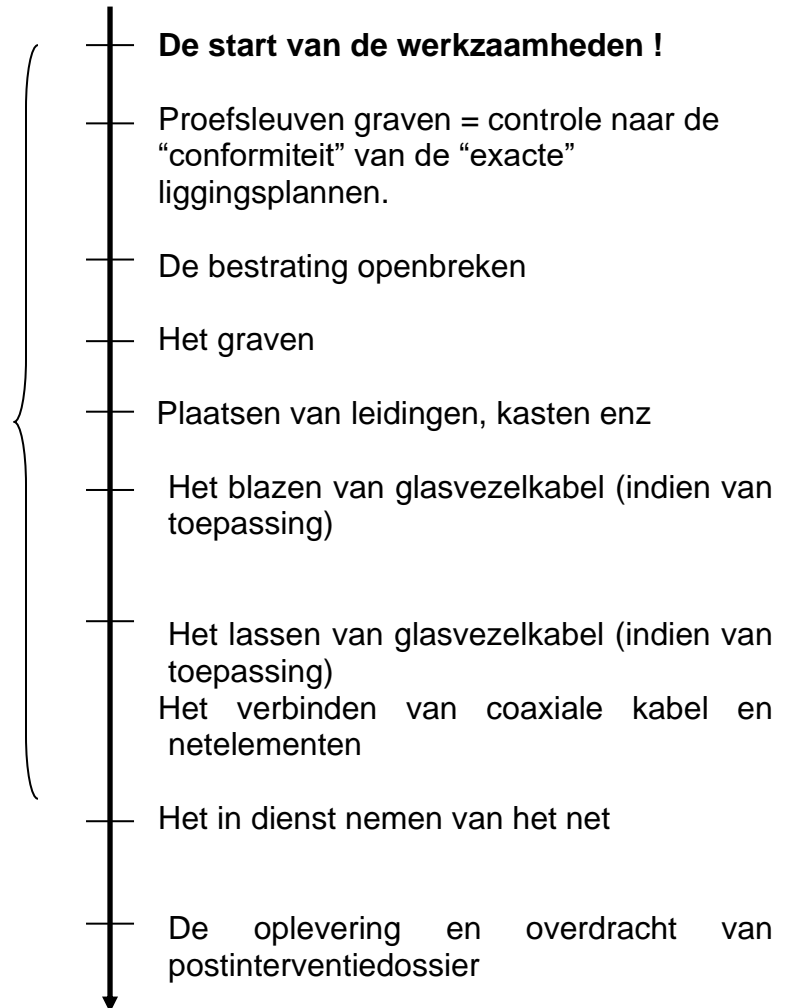 De start van de werkzaamheden !
Proefsleuven graven = controle naar de
“conformiteit” van de “exacte”
liggingsplannen.
De bestrating openbreken
Het graven
Plaatsen van leidingen, kasten enz
Het blazen van glasvezelkabel (indien van
toepassing)
Het lassen van glasvezelkabel (indien van
toepassing)
Het verbinden van coaxiale kabel en
netelementen
Het in dienst nemen van het net
De oplevering en overdracht van
postinterventiedossier